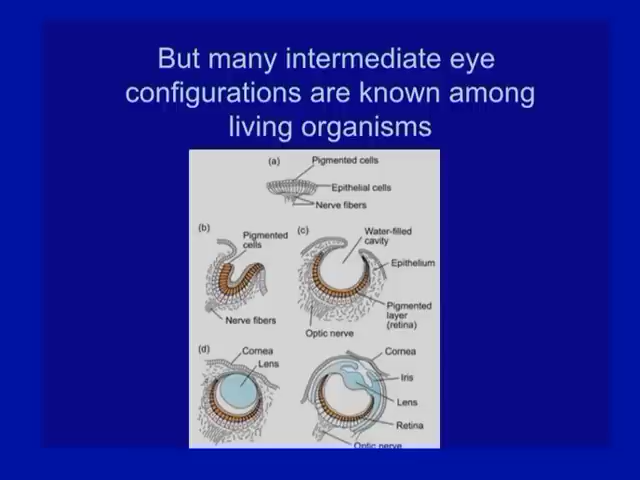 But many intermediate eye
configurations are known among
living organisms
(a)
Pigmented cells
Epithelial cells
Nerve fibers
(b)
Pigmented
cells
Nerve fibers
(c)
Water-filled
cavity
Epithelium
Pigmented
layer
(retina)
Optic nerve
(d)
Cornea
Lens
Cornea
Iris
Lens
Retina
Optic nerve